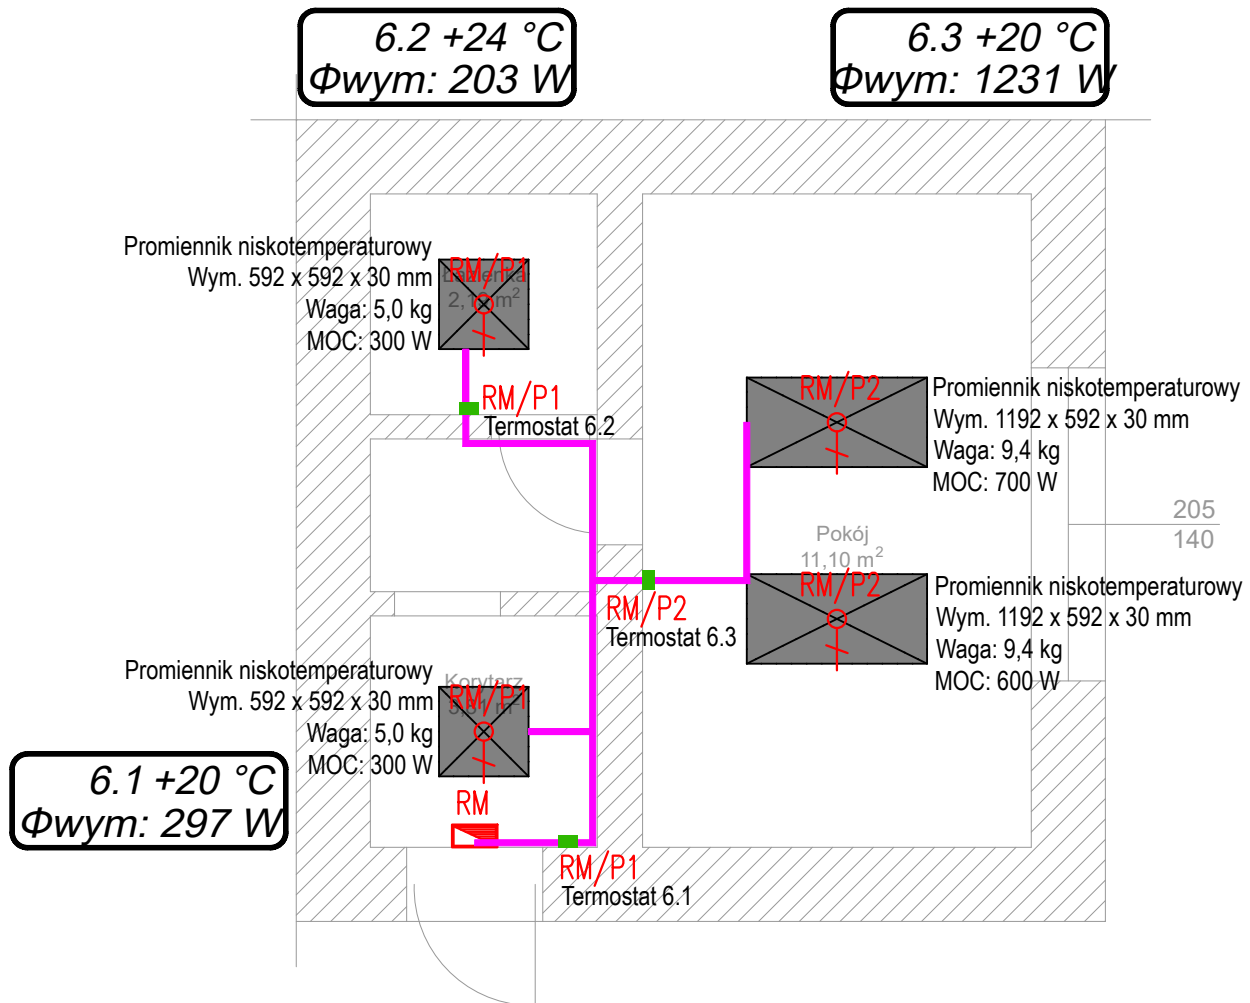 6.2 +24 °C
Φwym: 203 W
6.3 +20 °C
Φwym: 1231 W
Promiennik niskotemperaturowy
Wym. 592 x 592 x 30 mm
Waga: 5,0 kg
MOC: 300 W
RM/P1
Łazienka
m²
RM/P1
Termostat 6.2
RM/P2
Promiennik niskotemperaturowy
Wym. 1192 x 592 x 30 mm
Waga: 9,4 kg
MOC: 700 W
205
140
Pokój
11,10 m²
RM/P2
Promiennik niskotemperaturowy
Wym. 1192 x 592 x 30 mm
Waga: 9,4 kg
MOC: 600 W
RM/P2
Termostat 6.3
Promiennik niskotemperaturowy
Wym. 592 x 592 x 30 mm
Waga: 5,0 kg
MOC: 300 W
Korytarz
RM/P1
m²
6.1 +20 °C
Φwym: 297 W
RM
RM/P1
Termostat 6.1